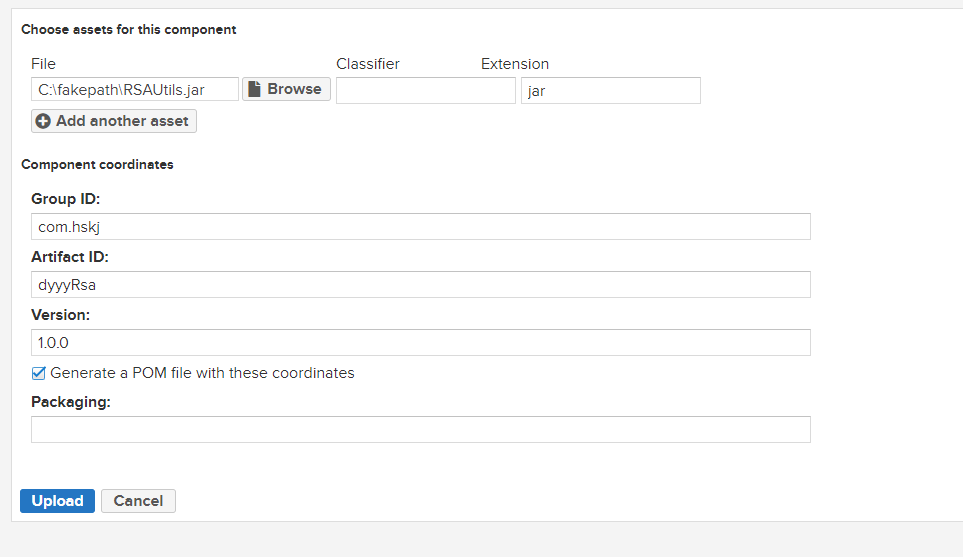 Choose assets for this component
File Classifier Extension
C:\fakepath\RSAUtils.jar Browse jar
Add another asset
Component coordinates
Group ID:
com.hskj
Artifact ID:
dyyyRsa
Version:
1.0.0
Generate a POM file with these coordinates
Packaging:
Upload Cancel